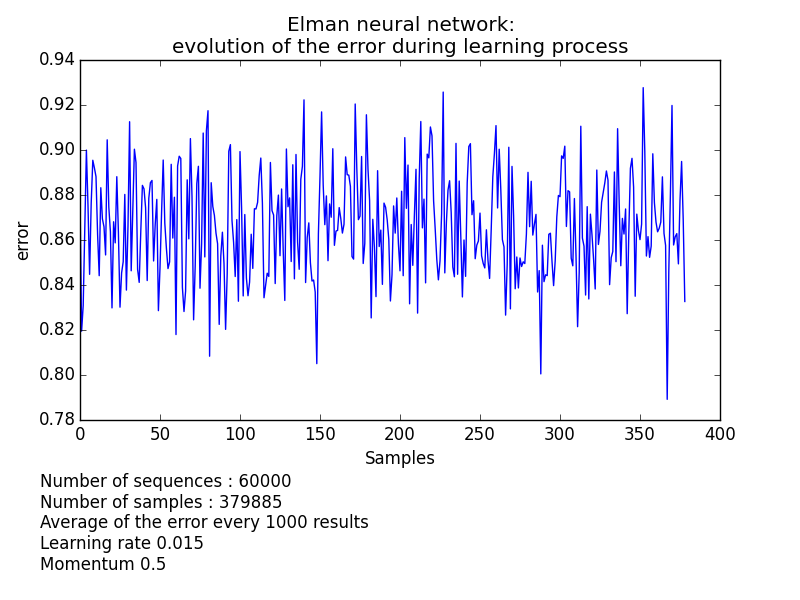 Elman neural network:
evolution of the error during learning process
0.94
0.92
0.90
0.88
0.86
0.84
0.82
0.80
0.78
error
0 50 100 150 200 250 300 350 400
Samples
Number of sequences : 60000
Number of samples : 379885
Average of the error every 1000 results
Learning rate 0.015
Momentum 0.5